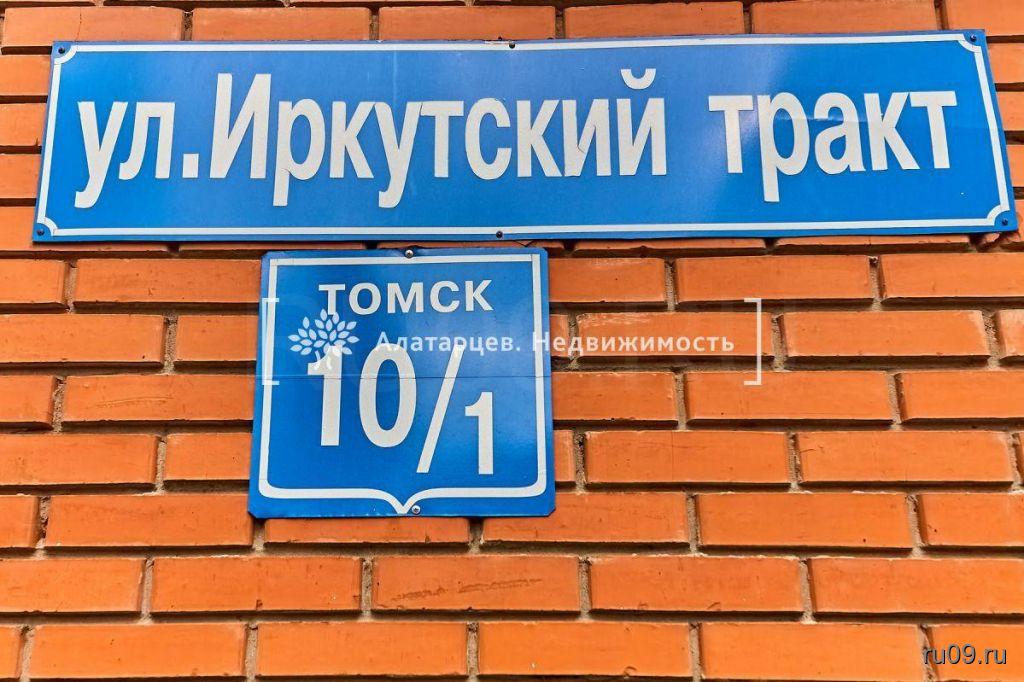 ул.Иркутский тракт
ТОМСК
Алатарцев. Недвижимость
10/1
ru09.ru